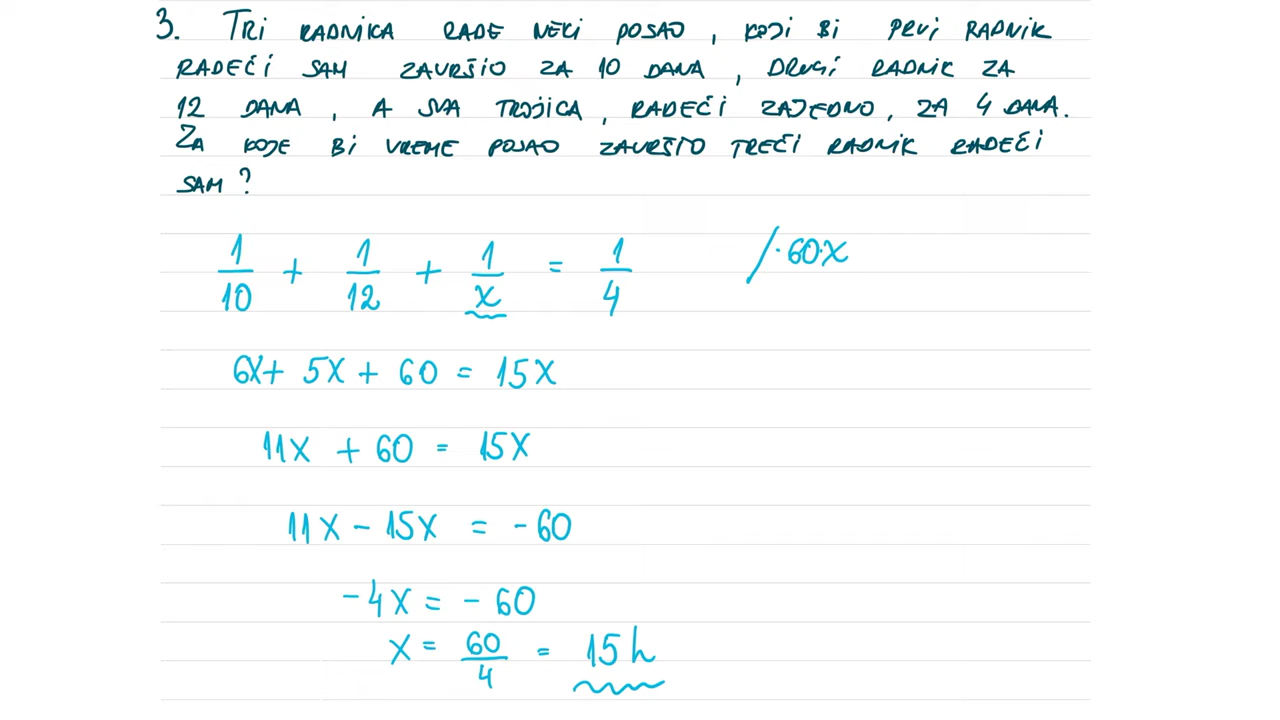 3. TRI RADNIKA RADE NEKI POSAO, KOJI BI PRVI RADNIK
RADEĆI SAM ZAVRŠIO ZA 10 DANA, DRUGI RADNIK ZA
12 DANA, A SVA TROJICA, RADEĆI ZAJEDNO, ZA 4 DANA.
ZA KOJE BI VREME POSAO ZAVRŠIO TREĆI RADNIK RADEĆI
SAM?
1/10 + 1/12 + 1/x = 1/4 /·60·x
6x + 5x + 60 = 15x
11x + 60 = 15x
11x - 15x = -60
-4x = -60
x = 60/4 = 15h